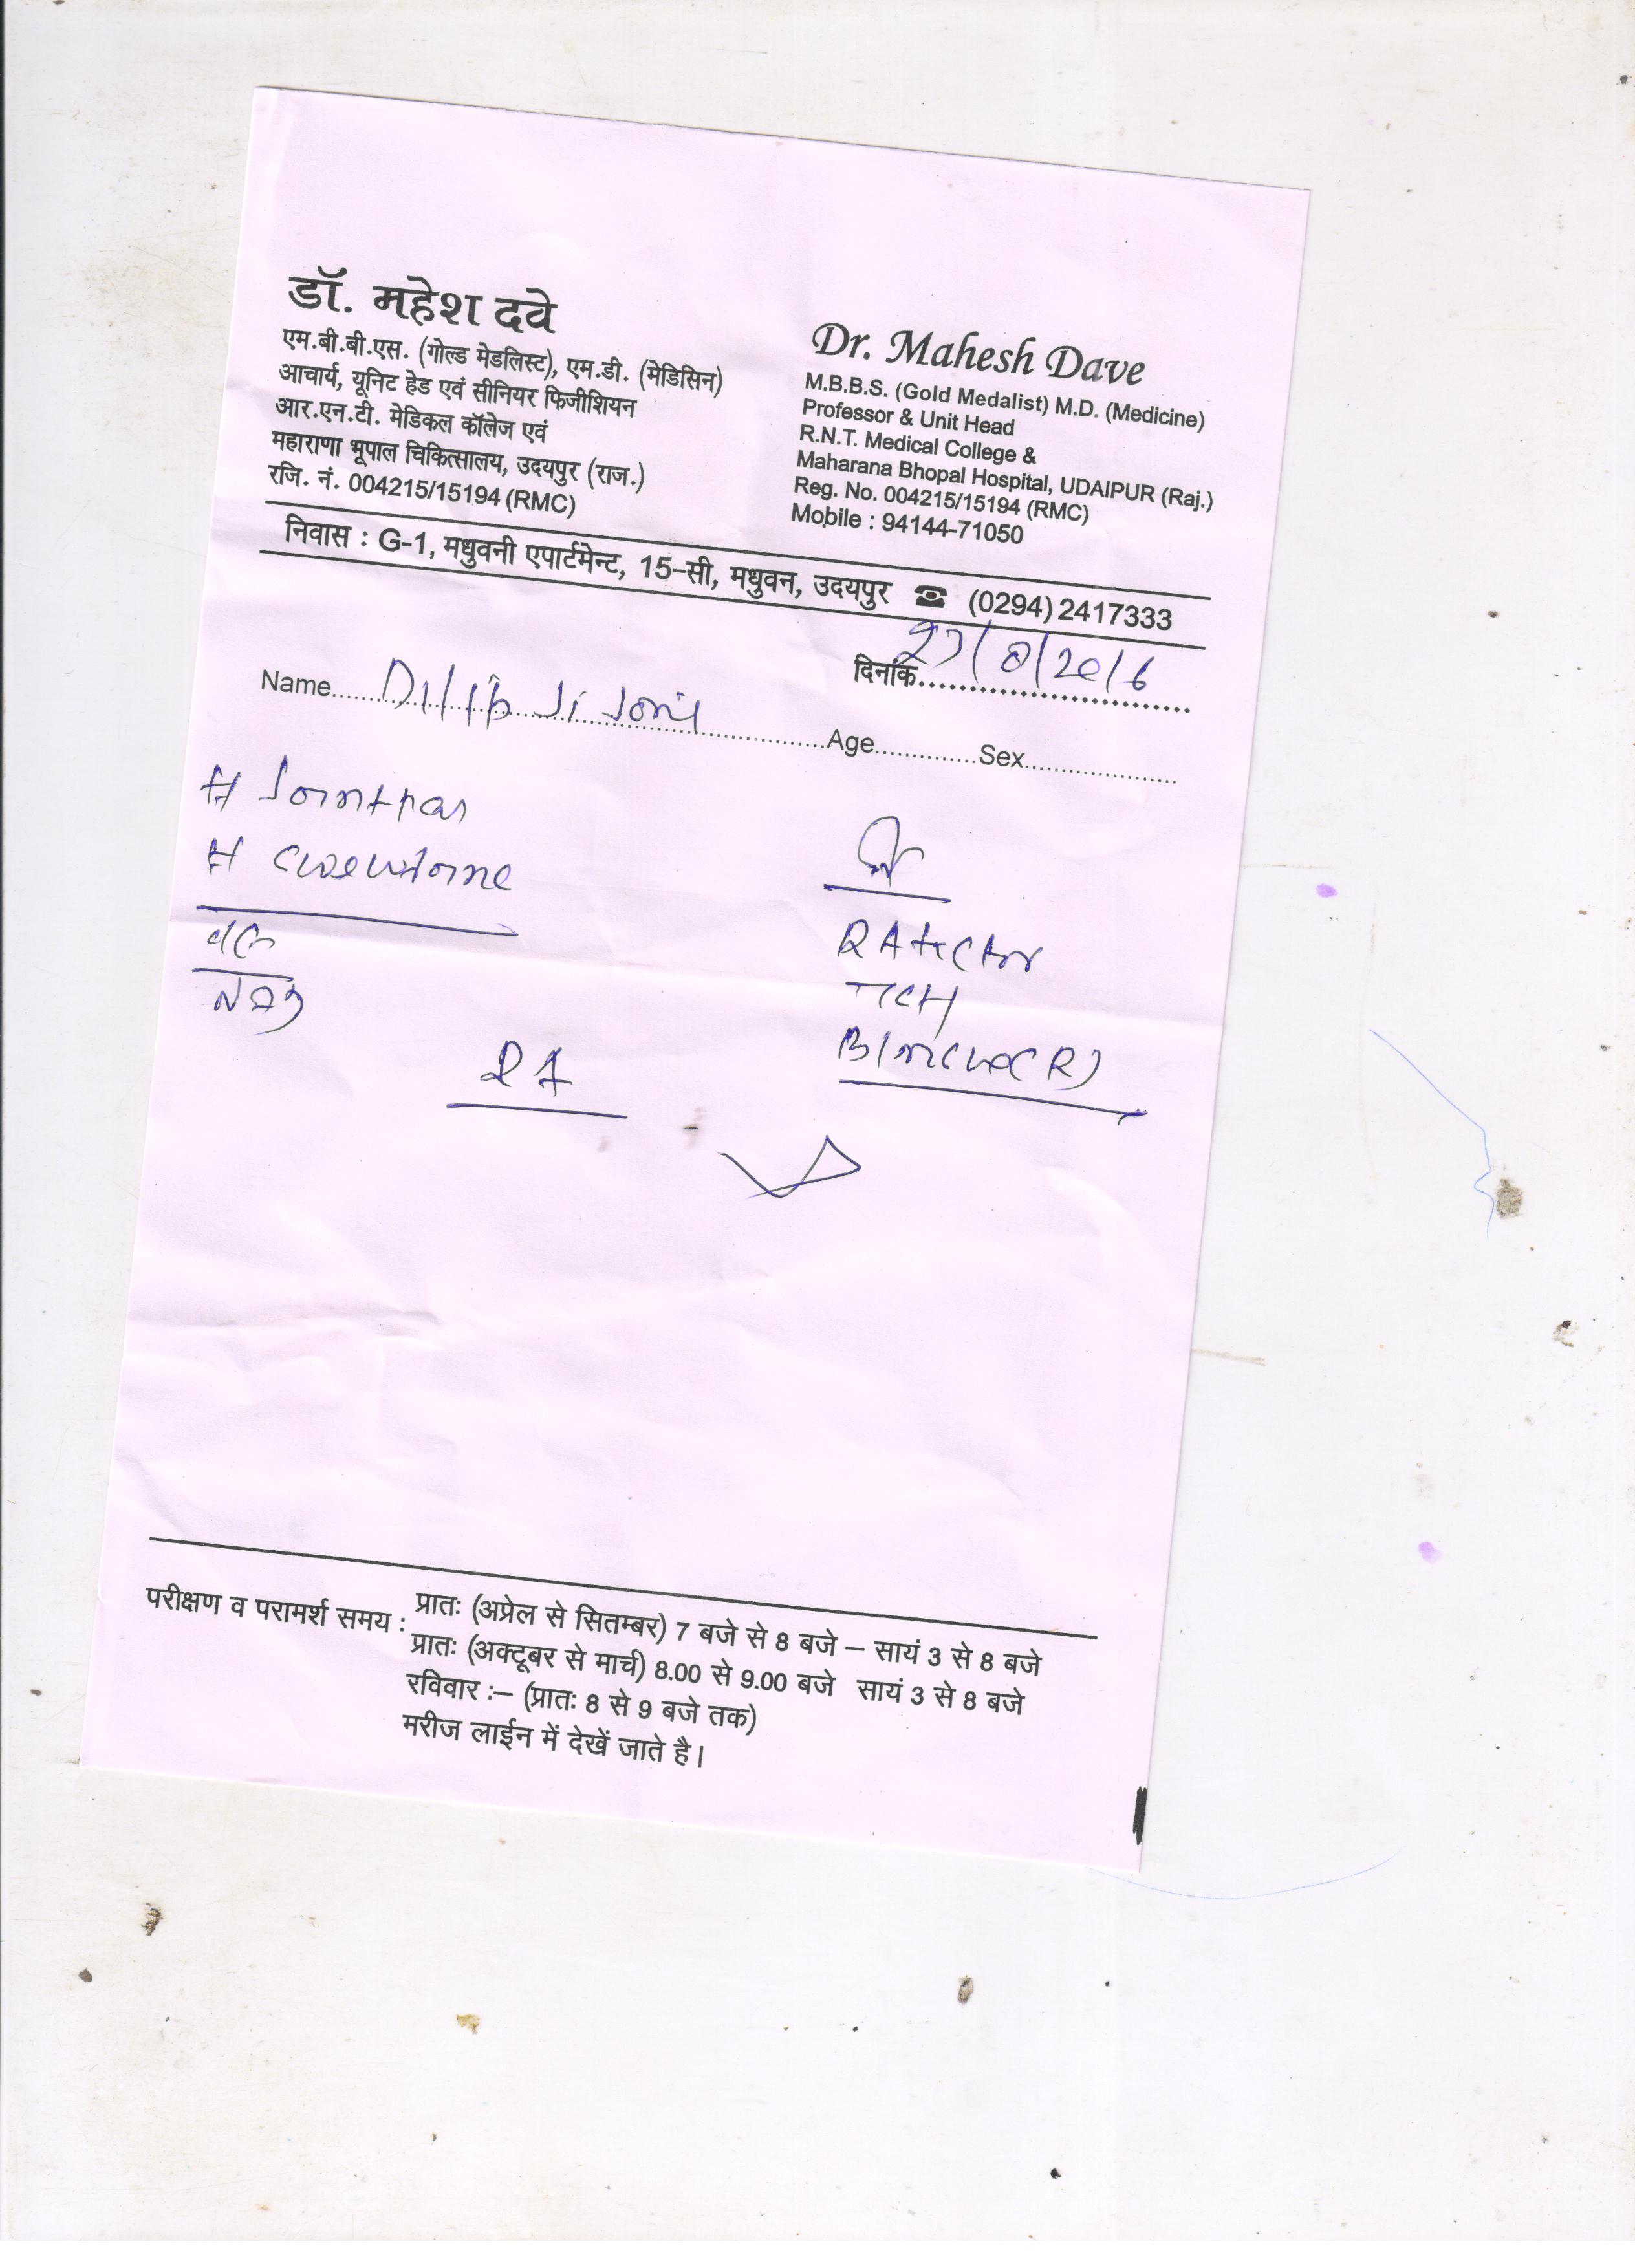 डॉ. महेश दवे
एम.बी.बी.एस. (गोल्ड मेडलिस्ट), एम.डी. (मेडिसिन)
आचार्य, यूनिट हेड एवं सीनियर फिजीशियन
आर.एन.टी. मेडिकल कॉलेज एवं
महाराणा भूपाल चिकित्सालय, उदयपुर (राज.)
रजि. नं. 004215/15194 (RMC)
Dr. Mahesh Dave
M.B.B.S. (Gold Medalist) M.D. (Medicine)
Professor & Unit Head
R.N.T. Medical College &
Maharana Bhopal Hospital, UDAIPUR (Raj.)
Reg. No. 004215/15194 (RMC)
Mobile : 94144-71050
निवास : G-1, मधुवनी एपार्टमेन्ट, 15-सी, मधुवन, उदयपुर ☎ (0294) 2417333
दिनांक 27/8/2016
Name Dilip Ji Age Sex
# Joint
#
RA
परीक्षण व परामर्श समय : प्रातः (अप्रेल से सितम्बर) 7 बजे से 8 बजे – सायं 3 से 8 बजे
प्रातः (अक्टूबर से मार्च) 8.00 से 9.00 बजे सायं 3 से 8 बजे
रविवार :– (प्रातः 8 से 9 बजे तक)
मरीज लाईन में देखें जाते है।